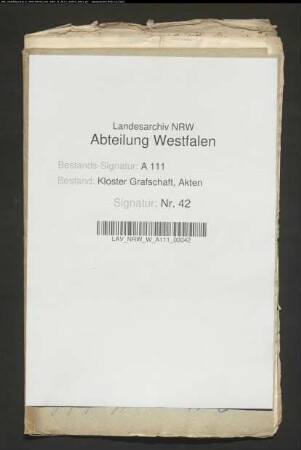 Landesarchiv NRW
Abteilung Westfalen
Bestands-Signatur: A 111
Bestand: Kloster Grafschaft, Akten
Signatur: Nr. 42
LAV_NRW_W_A111_00042